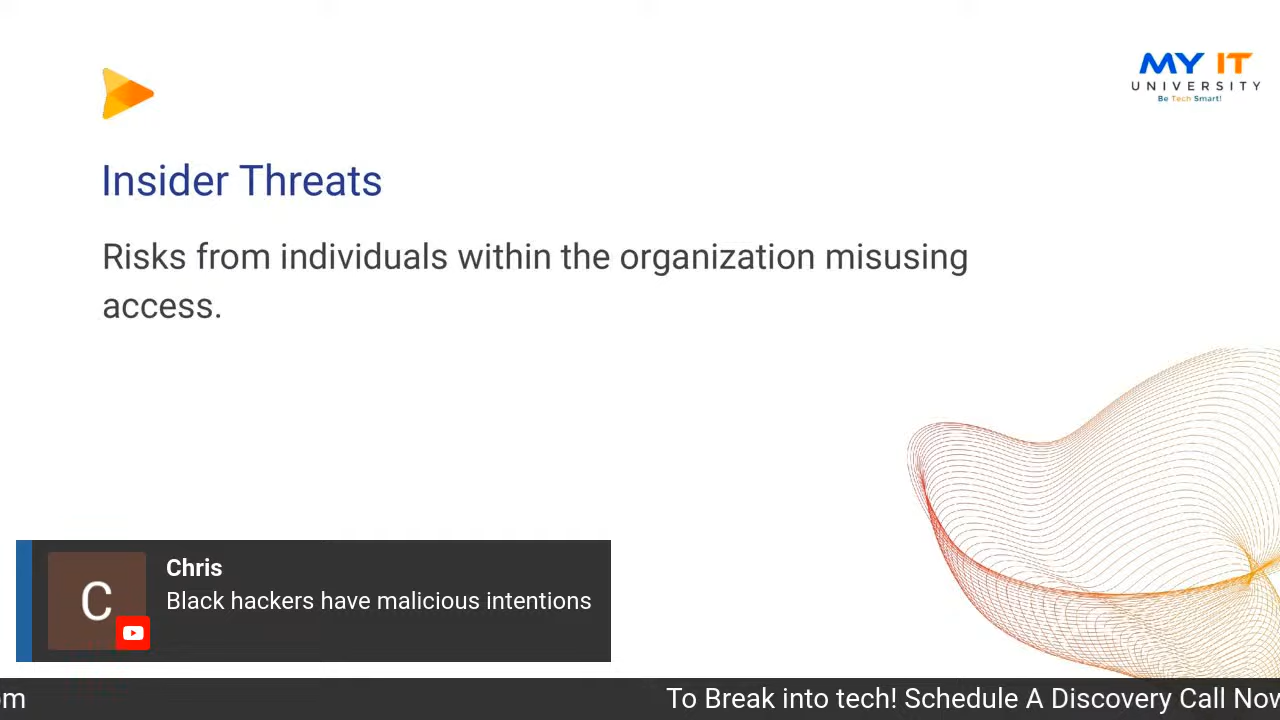 MY IT
UNIVERSITY
Be Tech Smart!
Insider Threats
Risks from individuals within the organization misusing
access.
C
Chris
Black hackers have malicious intentions
om
To Break into tech! Schedule A Discovery Call Now